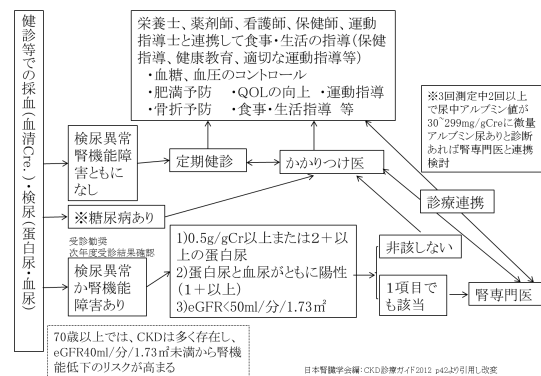 健診等での採血(血清Cre.)・検尿(蛋白尿・血尿)
栄養士、薬剤師、看護師、保健師、運動
指導士と連携して食事・生活の指導(保健
指導、健康教育、適切な運動指導等)
・血糖、血圧のコントロール
・肥満予防 ・QOLの向上 ・運動指導
・骨折予防 ・食事・生活指導 等
※3回測定中2回以上
で尿中アルブミン値が
30~299mg/gCreに微量
アルブミン尿ありと診断
あれば腎専門医と連携
検討
検尿異常
腎機能障
害ともに
なし
定期健診
かかりつけ医
※糖尿病あり
診療連携
受診勧奨
次年度受診結果確認
検尿異常
か腎機能
障害あり
1)0.5g/gCr以上または2+以
上の蛋白尿
2)蛋白尿と血尿がともに陽性
(1+以上)
3)eGFR<50ml/分/1.73㎡
非該しない
1項目で
も該当
腎専門医
70歳以上では、CKDは多く存在し、
eGFR40ml/分/1.73㎡未満から腎機
能低下のリスクが高まる
日本腎臓学会編:CKD診療ガイド2012 p42より引用し改変